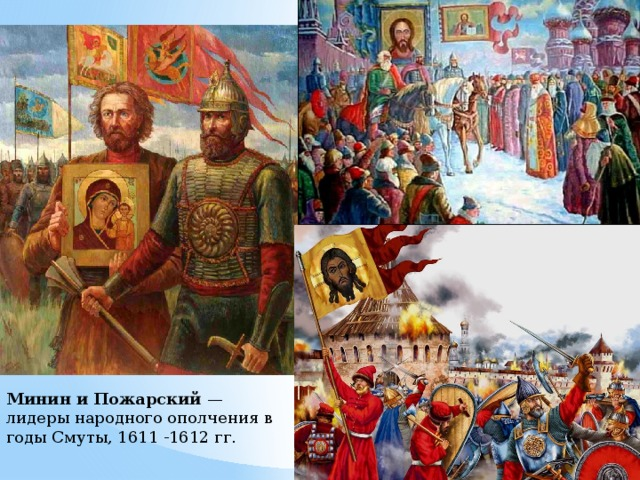 Минин и Пожарский —
лидеры народного ополчения в
годы Смуты, 1611 -1612 гг.